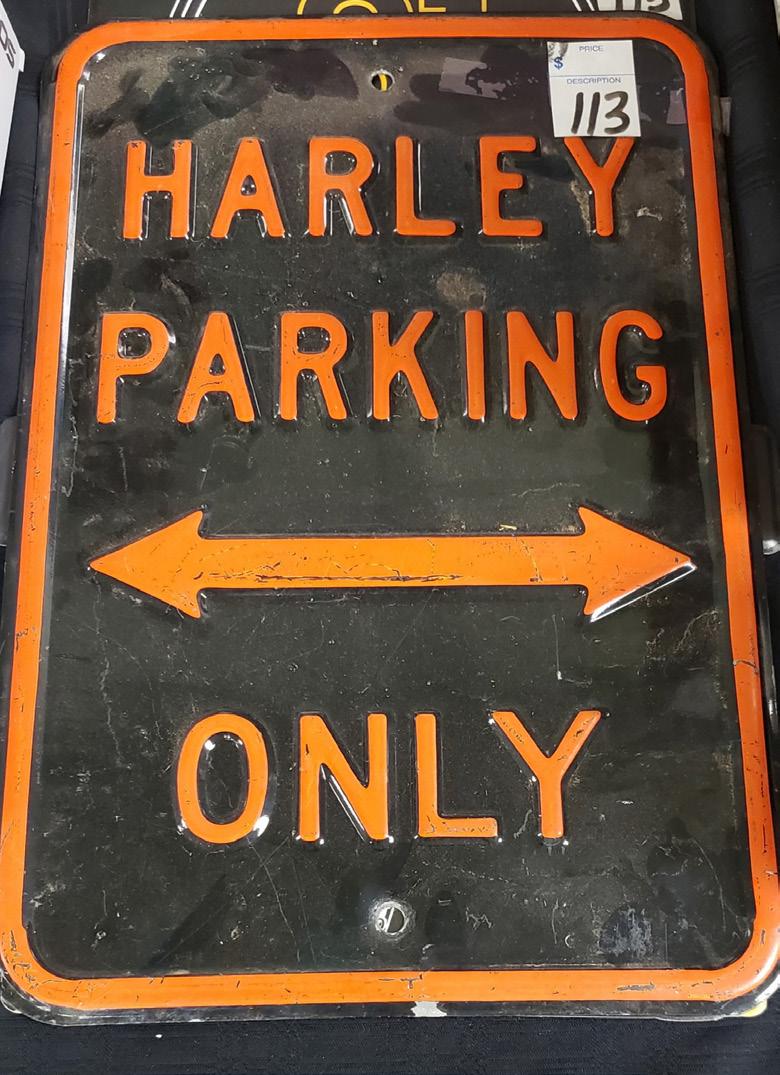 PRICE
$
DESCRIPTION
113
HARLEY
PARKING
ONLY